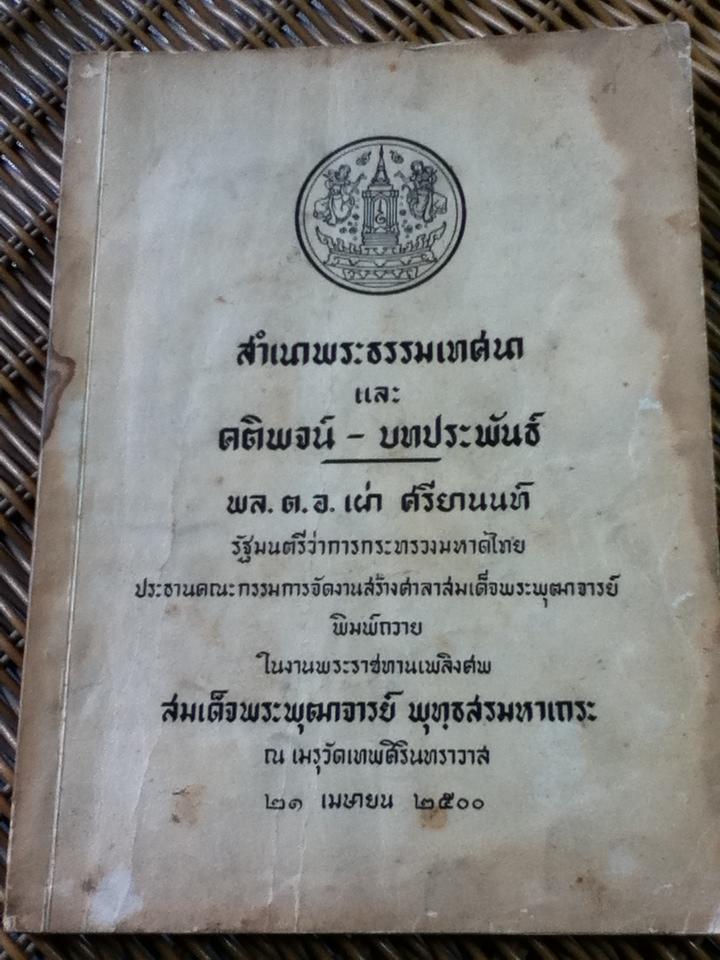 สำเนาพระธรรมเทศนา
และ
คติพจน์ - บทประพันธ์
พล. ต. อ. เผ่า ศรียานนท์
รัฐมนตรีว่าการกระทรวงมหาดไทย
ประธานคณะกรรมการจัดงานสร้างศาลาสมเด็จพระพุฒาจารย์
พิมพ์ถวาย
ในงานพระราชทานเพลิงศพ
สมเด็จพระพุฒาจารย์ พุทฺธสรมหาเถระ
ณ เมรุวัดเทพศิรินทราวาส
๒๑ เมษายน ๒๕๐๐